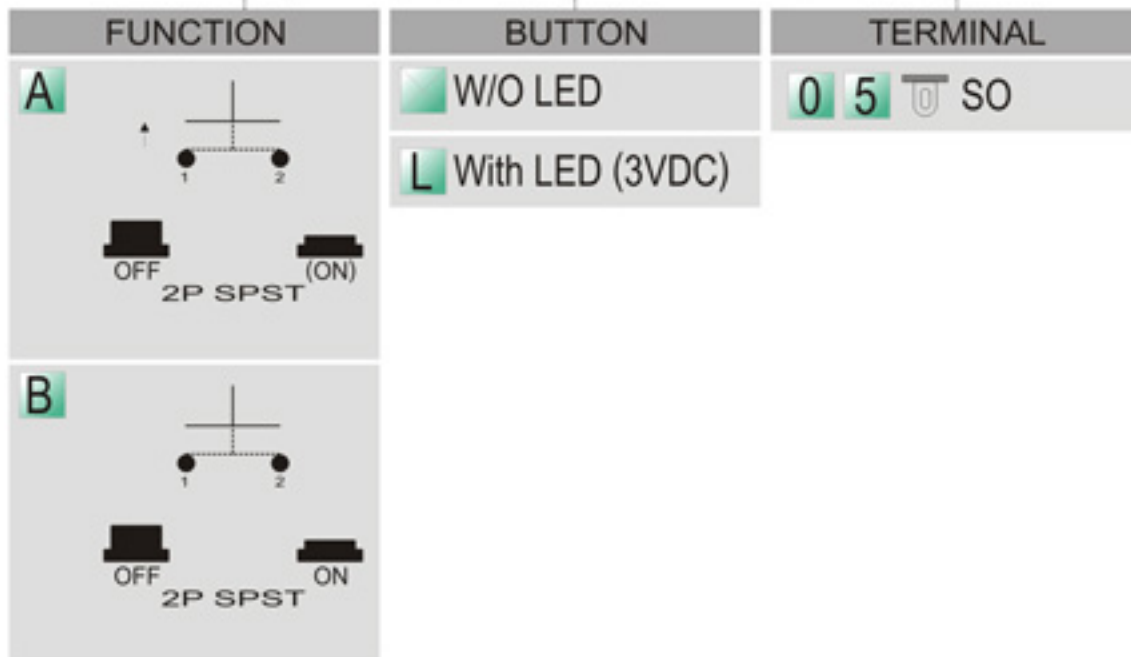 FUNCTION
BUTTON
TERMINAL
A
1 2
OFF (ON)
2P SPST
B
1 2
OFF ON
2P SPST
W/O LED
L With LED (3VDC)
0 5 SO